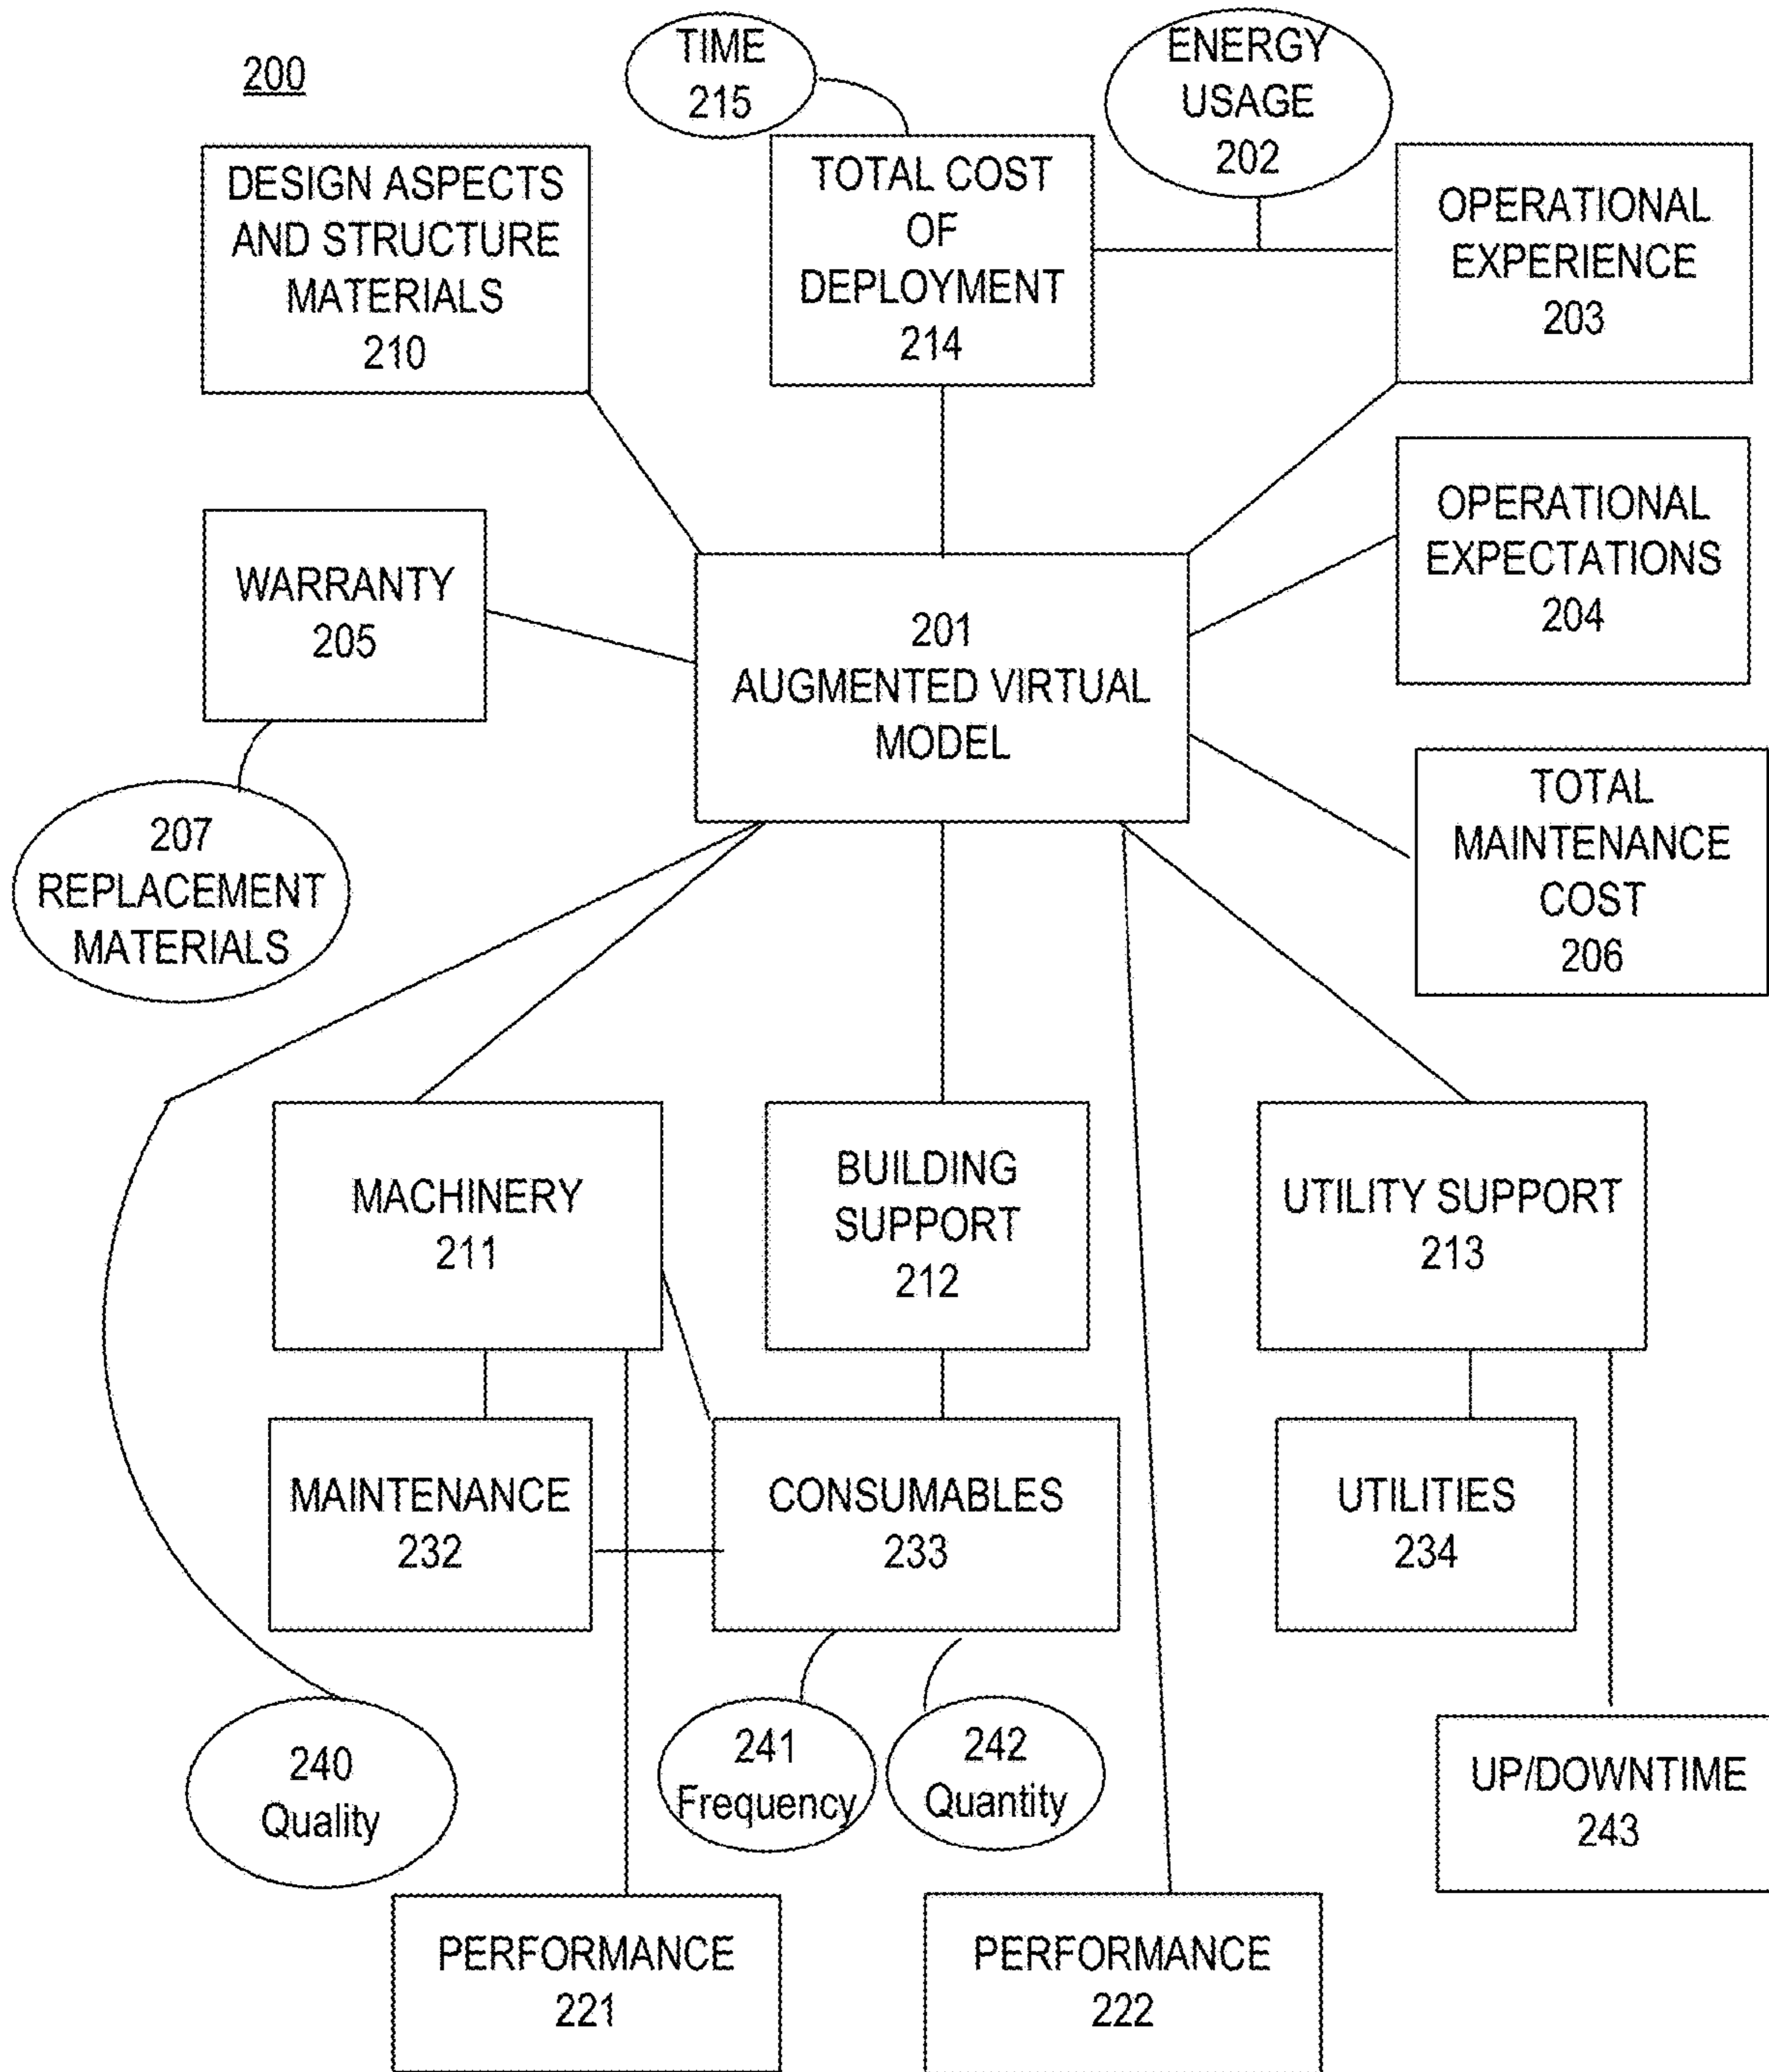 200
TIME
215
ENERGY
USAGE
202
DESIGN ASPECTS
AND STRUCTURE
MATERIALS
210
TOTAL COST
OF
DEPLOYMENT
214
OPERATIONAL
EXPERIENCE
203
OPERATIONAL
EXPECTATIONS
204
WARRANTY
205
201
AUGMENTED VIRTUAL
MODEL
TOTAL
MAINTENANCE
COST
206
207
REPLACEMENT
MATERIALS
MACHINERY
211
BUILDING
SUPPORT
212
UTILITY SUPPORT
213
MAINTENANCE
232
CONSUMABLES
233
UTILITIES
234
240
Quality
241
Frequency
242
Quantity
UP/DOWNTIME
243
PERFORMANCE
221
PERFORMANCE
222